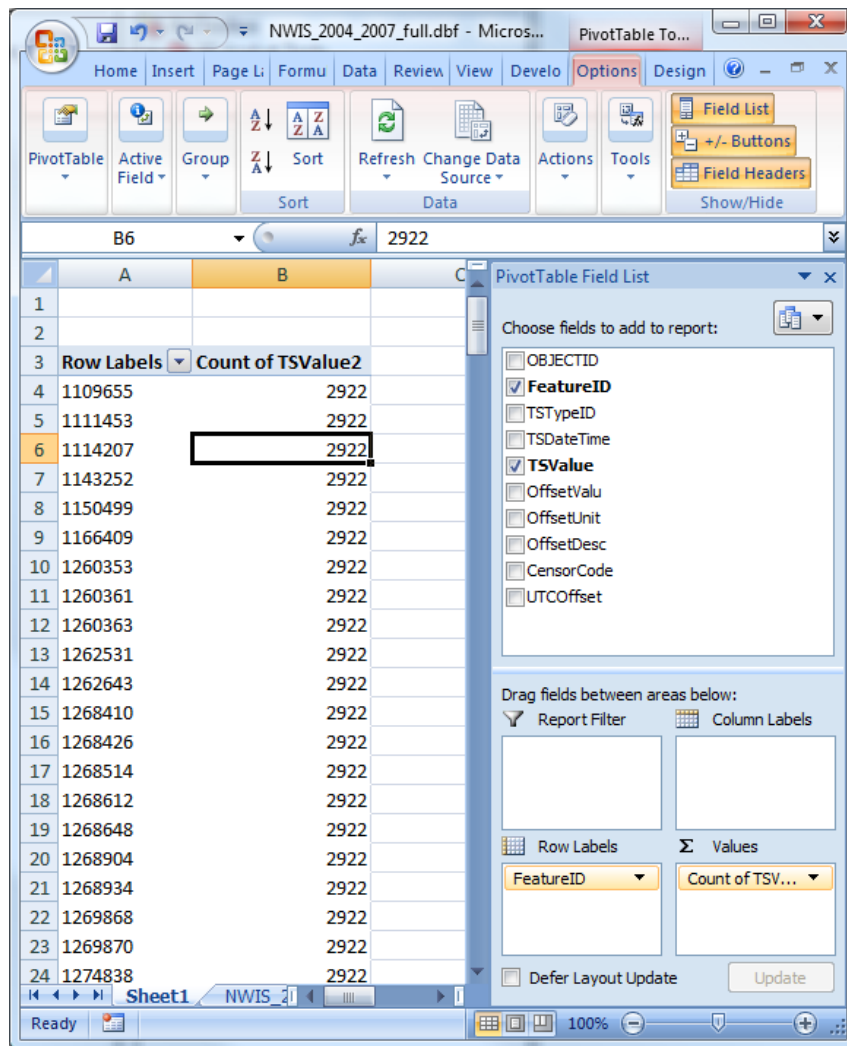 NWIS_2004_2007_full.dbf - Micros... PivotTable To...
Home Insert Page L Formu Data Review View Develo Options Design
PivotTable Active Field Group Sort Refresh Change Data Source Actions Tools Field List
+/- Buttons
Field Headers
Sort Data Show/Hide
B6 fx 2922
A B C PivotTable Field List
1
2 Choose fields to add to report:
3 Row Labels Count of TSValue2 OBJECTID
4 1109655 2922 FeatureID
5 1111453 2922 TSTypeID
6 1114207 2922 TSDateTime
7 1143252 2922 TSValue
8 1150499 2922 OffsetValu
9 1166409 2922 OffsetUnit
10 1260353 2922 OffsetDesc
11 1260361 2922 CensorCode
12 1260363 2922 UTCOffset
13 1262531 2922
14 1262643 2922 Drag fields between areas below:
15 1268410 2922 Report Filter Column Labels
16 1268426 2922
17 1268514 2922
18 1268612 2922
19 1268648 2922
20 1268904 2922 Row Labels Σ Values
21 1268934 2922 FeatureID Count of TSV...
22 1269868 2922
23 1269870 2922
24 1274838 2922 Defer Layout Update Update
Sheet1 NWIS_2
Ready 100%